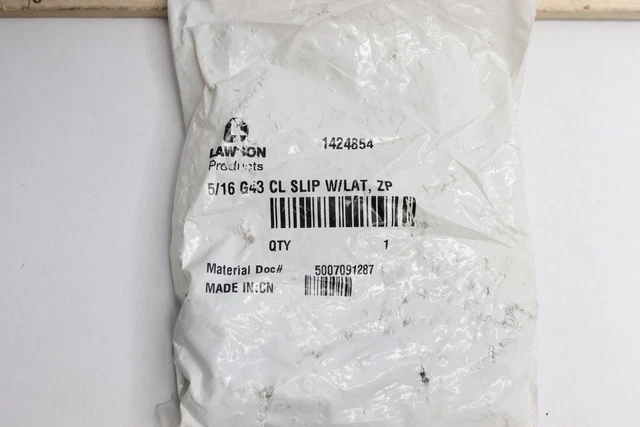 LAWSON
Products
1424854
5/16 G43 CL SLIP W/LAT, ZP
QTY 1
Material Doc# 5007091287
MADE IN:CN